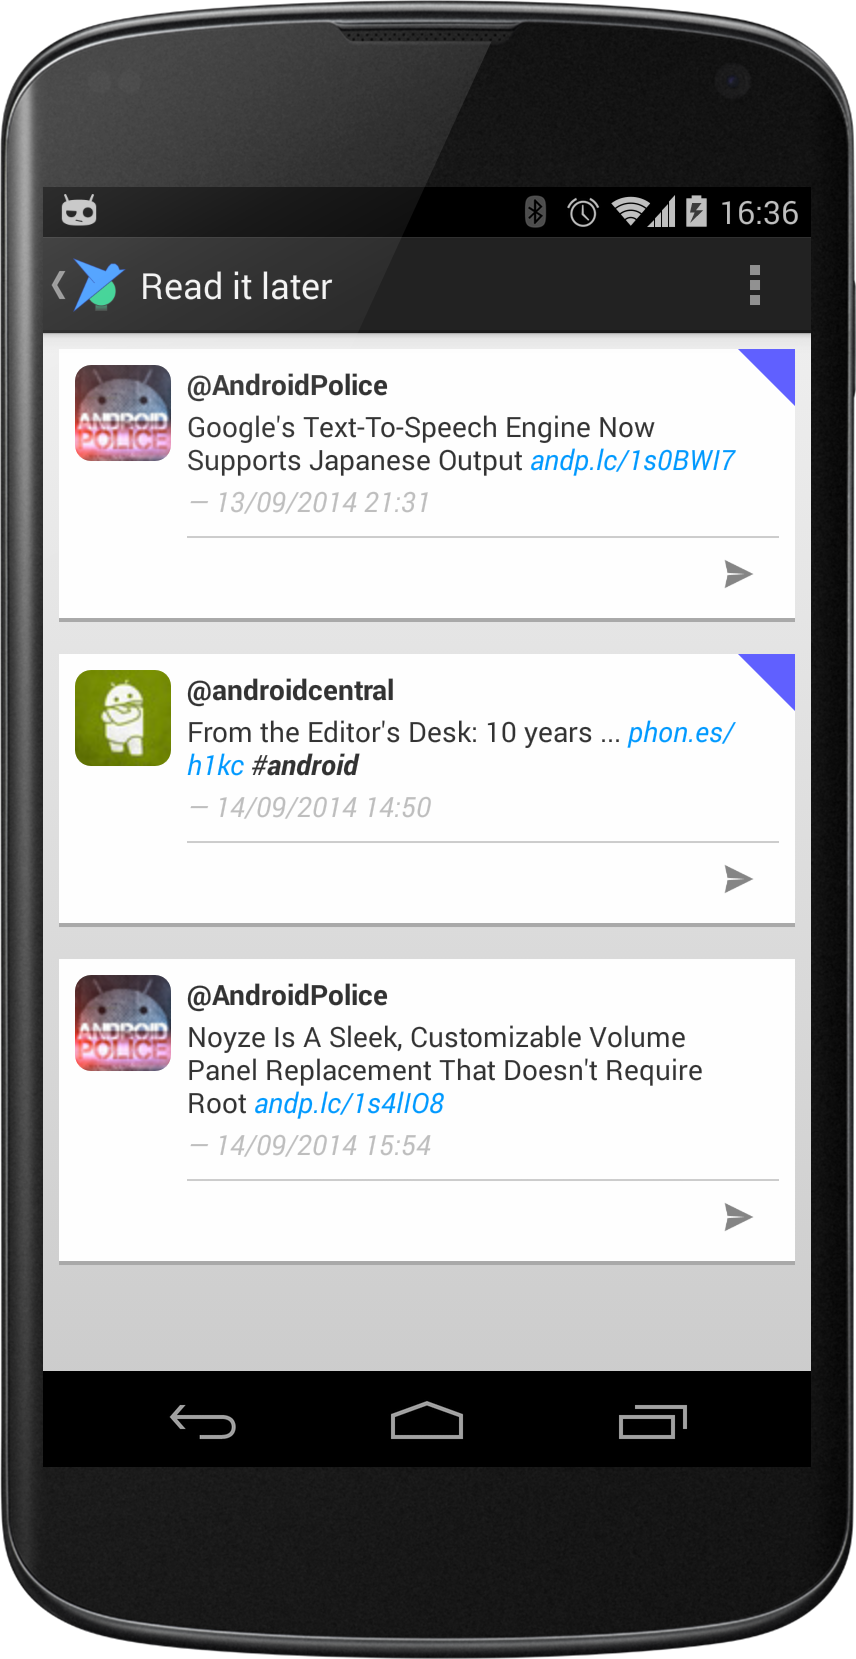 16:36
Read it later
@AndroidPolice
ANDROID
POLICE
Google's Text-To-Speech Engine Now
Supports Japanese Output andp.lc/1s0BWI7
— 13/09/2014 21:31
@androidcentral
From the Editor's Desk: 10 years ... phon.es/
h1kc #android
— 14/09/2014 14:50
@AndroidPolice
ANDROID
POLICE
Noyze Is A Sleek, Customizable Volume
Panel Replacement That Doesn't Require
Root andp.lc/1s4lIO8
— 14/09/2014 15:54